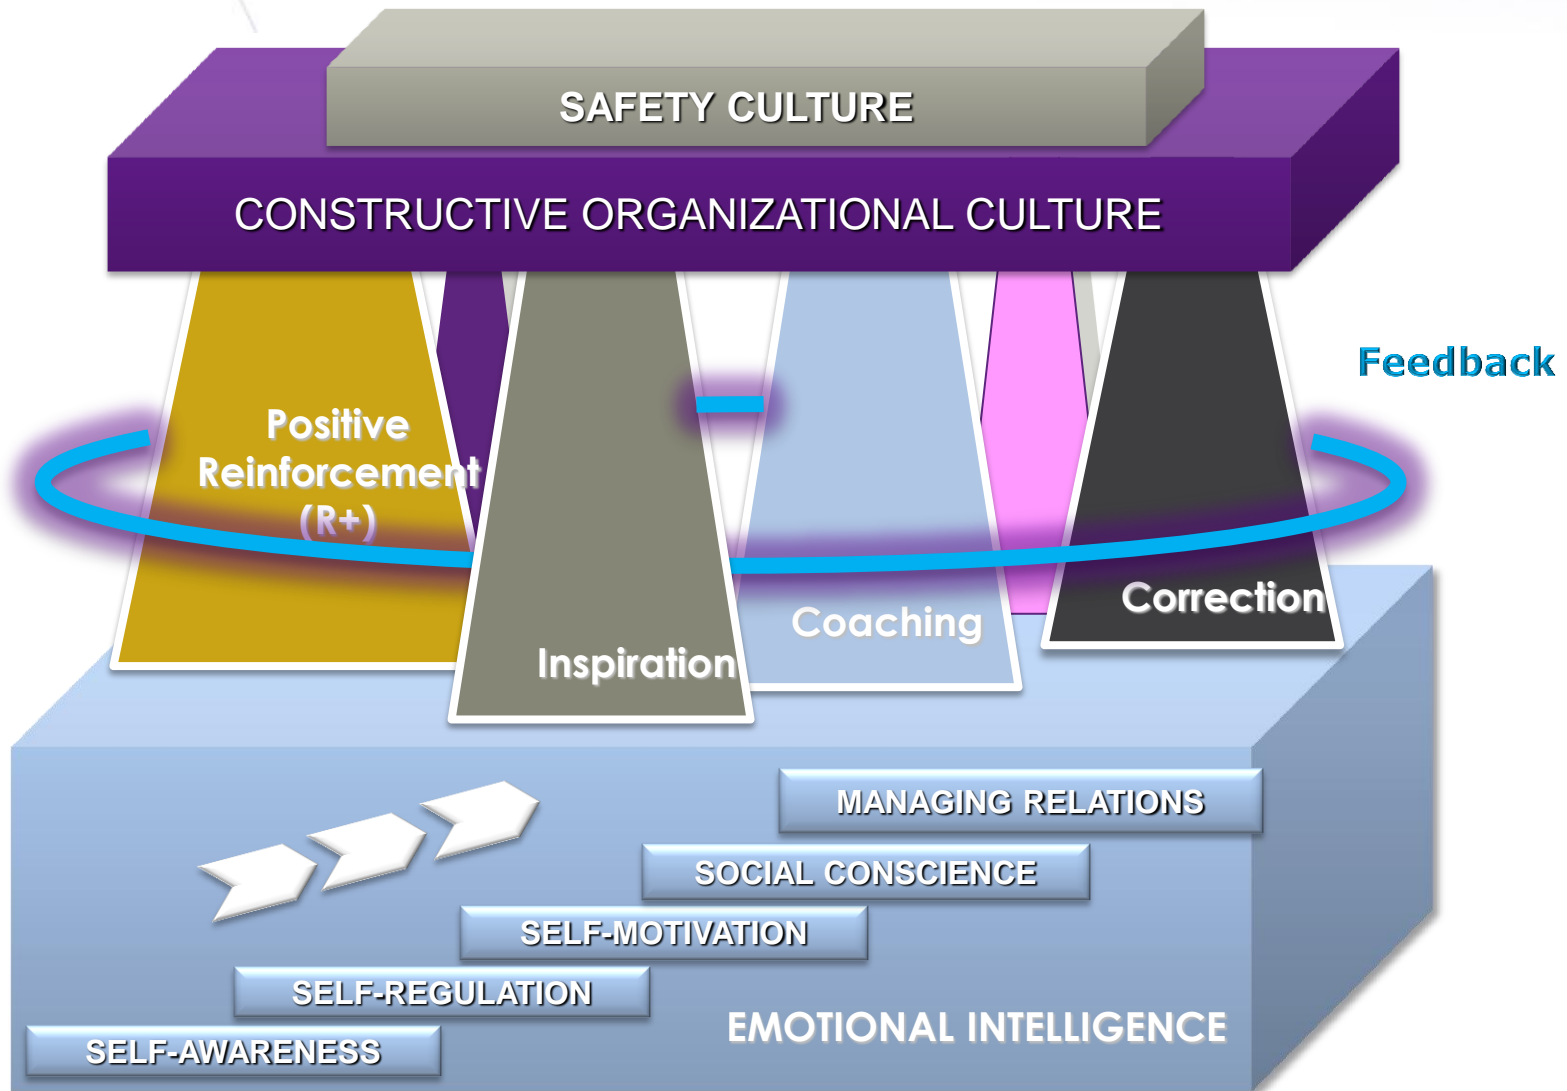 SAFETY CULTURE
CONSTRUCTIVE ORGANIZATIONAL CULTURE
Feedback
Positive
Reinforcement
(R+)
Inspiration
Coaching
Correction
MANAGING RELATIONS
SOCIAL CONSCIENCE
SELF-MOTIVATION
SELF-REGULATION
SELF-AWARENESS
EMOTIONAL INTELLIGENCE